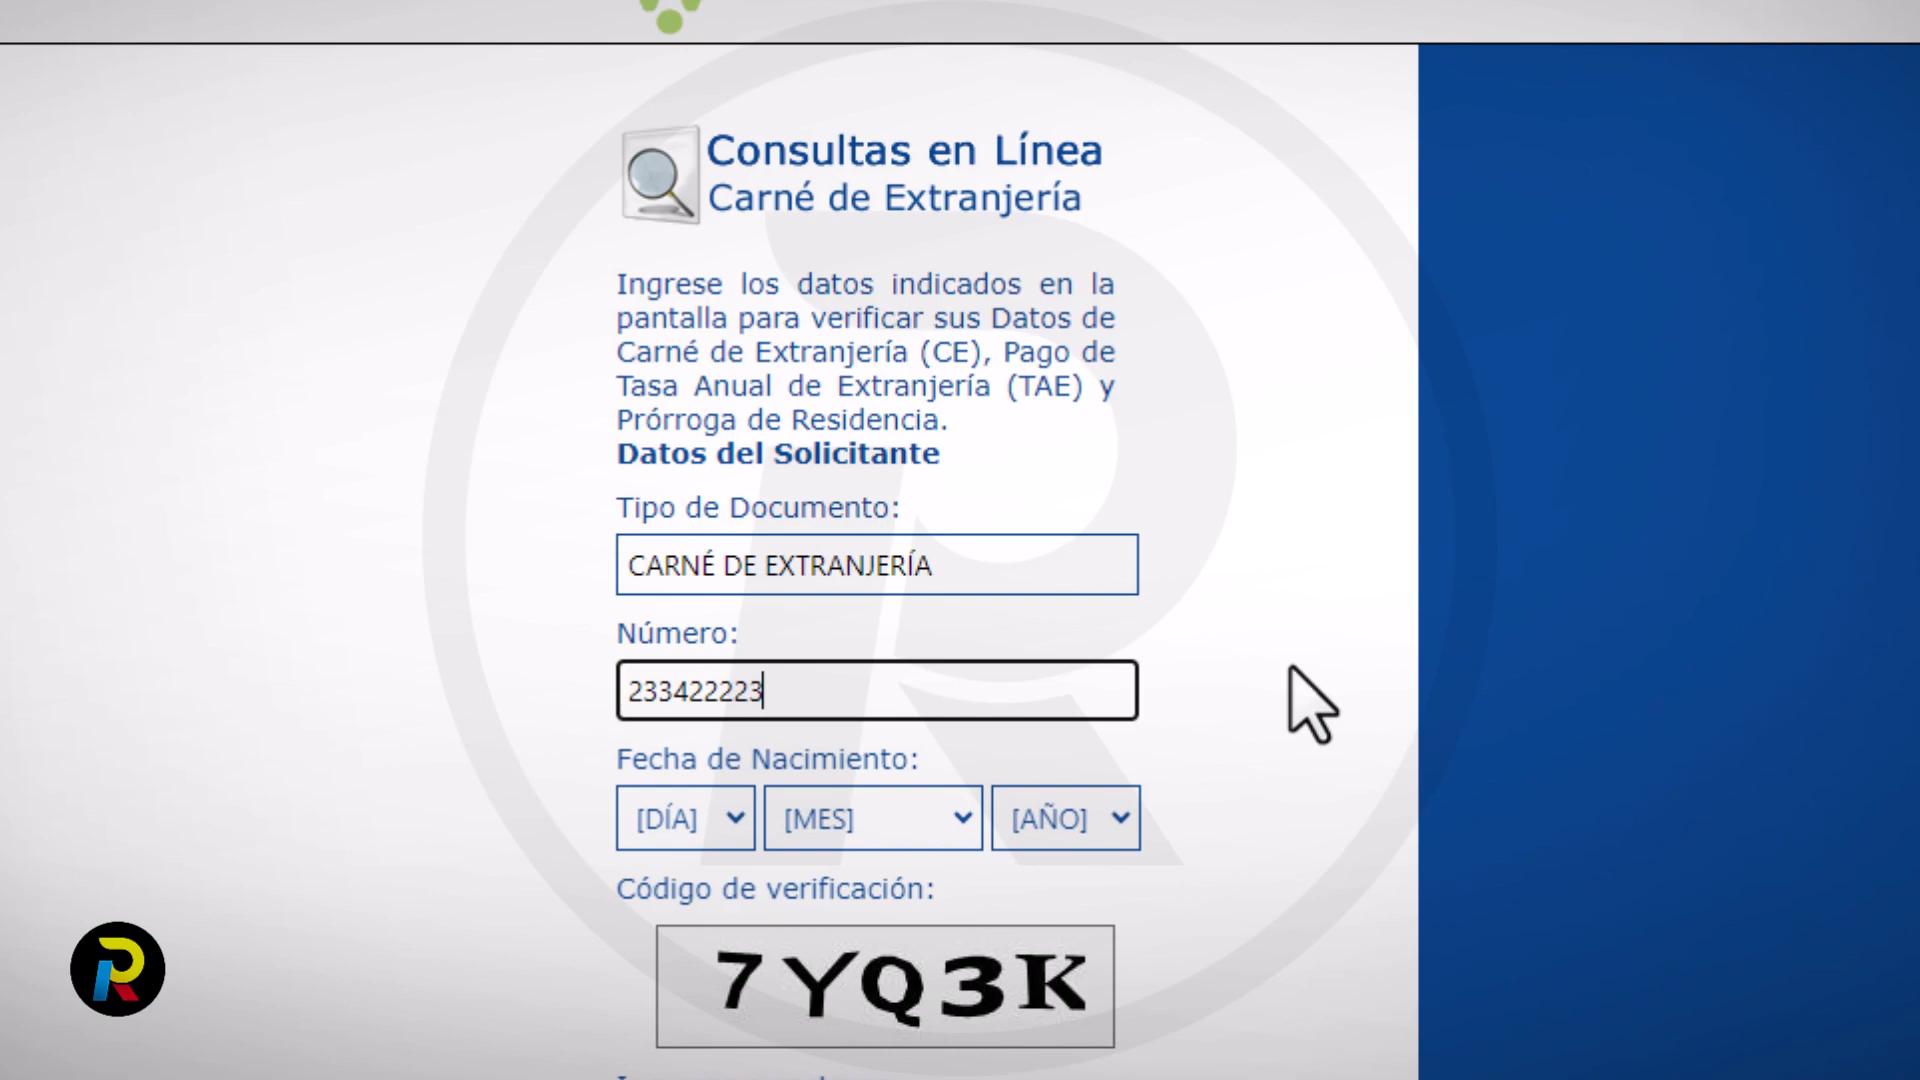 Consultas en Línea
Carné de Extranjería
Ingrese los datos indicados en la
pantalla para verificar sus Datos de
Carné de Extranjería (CE), Pago de
Tasa Anual de Extranjería (TAE) y
Prórroga de Residencia.
Datos del Solicitante
Tipo de Documento:
CARNÉ DE EXTRANJERÍA
Número:
233422223
Fecha de Nacimiento:
[DÍA] [MES] [AÑO]
Código de verificación:
7YQ3K
R